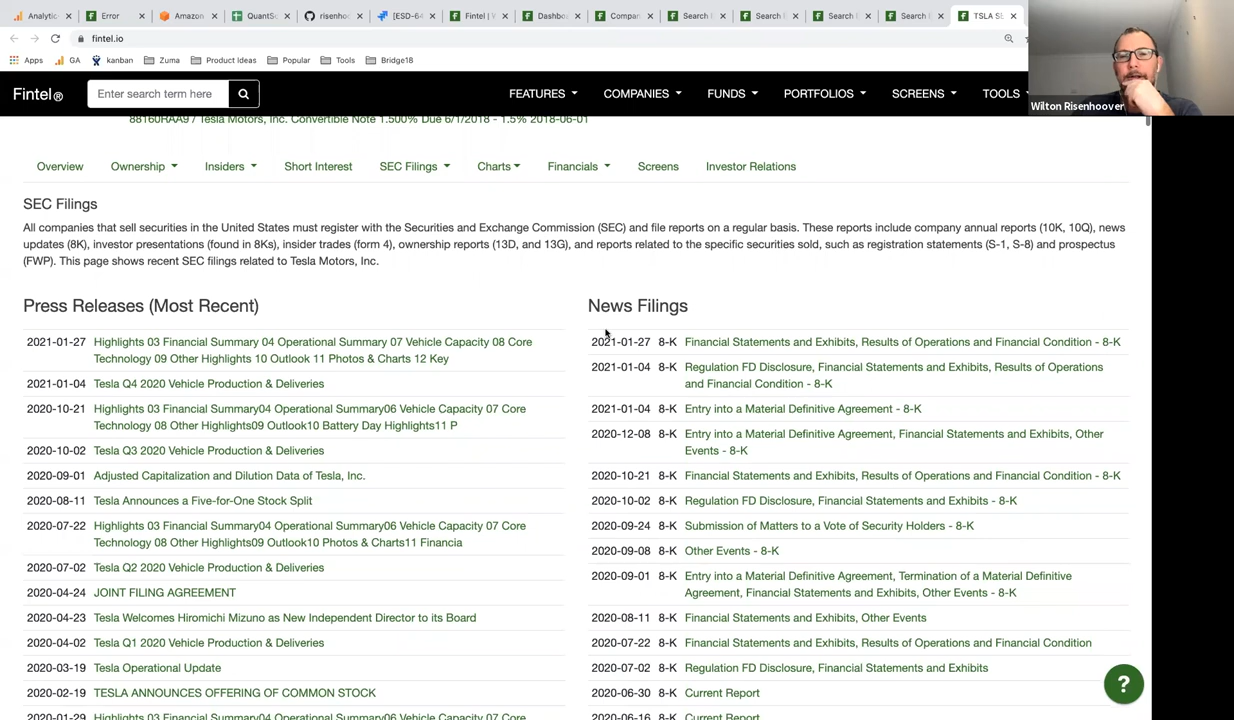 Analytic
Error
Amazon
QuantSc
risenhoo
[ESD-64
Fintel | W
Dashbo
Compan
Search
Search
Search
Search
TSLA SE
fintel.io
Apps
GA
kanban
Zuma
Product Ideas
Popular
Tools
Bridge18
Fintel®
Enter search term here
FEATURES
COMPANIES
FUNDS
PORTFOLIOS
SCREENS
TOOLS
Wilton Risenhoover
88160RAA9 / Tesla Motors, Inc. Convertible Note 1.500% Due 6/1/2018 - 1.5% 2018-06-01
Overview
Ownership
Insiders
Short Interest
SEC Filings
Charts
Financials
Screens
Investor Relations
SEC Filings
All companies that sell securities in the United States must register with the Securities and Exchange Commission (SEC) and file reports on a regular basis. These reports include company annual reports (10K, 10Q), news
updates (8K), investor presentations (found in 8Ks), insider trades (form 4), ownership reports (13D, and 13G), and reports related to the specific securities sold, such as registration statements (S-1, S-8) and prospectus
(FWP). This page shows recent SEC filings related to Tesla Motors, Inc.
Press Releases (Most Recent)
2021-01-27 Highlights 03 Financial Summary 04 Operational Summary 07 Vehicle Capacity 08 Core
Technology 09 Other Highlights 10 Outlook 11 Photos & Charts 12 Key
2021-01-04 Tesla Q4 2020 Vehicle Production & Deliveries
2020-10-21 Highlights 03 Financial Summary04 Operational Summary06 Vehicle Capacity 07 Core
Technology 08 Other Highlights09 Outlook10 Battery Day Highlights11 P
2020-10-02 Tesla Q3 2020 Vehicle Production & Deliveries
2020-09-01 Adjusted Capitalization and Dilution Data of Tesla, Inc.
2020-08-11 Tesla Announces a Five-for-One Stock Split
2020-07-22 Highlights 03 Financial Summary04 Operational Summary06 Vehicle Capacity 07 Core
Technology 08 Other Highlights09 Outlook10 Photos & Charts11 Financia
2020-07-02 Tesla Q2 2020 Vehicle Production & Deliveries
2020-04-24 JOINT FILING AGREEMENT
2020-04-23 Tesla Welcomes Hiromichi Mizuno as New Independent Director to its Board
2020-04-02 Tesla Q1 2020 Vehicle Production & Deliveries
2020-03-19 Tesla Operational Update
2020-02-19 TESLA ANNOUNCES OFFERING OF COMMON STOCK
2020-01-29 Highlights 03 Financial Summary04 Operational Summary06 Vehicle Capacity 07 Core
News Filings
2021-01-27 8-K Financial Statements and Exhibits, Results of Operations and Financial Condition - 8-K
2021-01-04 8-K Regulation FD Disclosure, Financial Statements and Exhibits, Results of Operations
and Financial Condition - 8-K
2021-01-04 8-K Entry into a Material Definitive Agreement - 8-K
2020-12-08 8-K Entry into a Material Definitive Agreement, Financial Statements and Exhibits, Other
Events - 8-K
2020-10-21 8-K Financial Statements and Exhibits, Results of Operations and Financial Condition - 8-K
2020-10-02 8-K Regulation FD Disclosure, Financial Statements and Exhibits - 8-K
2020-09-24 8-K Submission of Matters to a Vote of Security Holders - 8-K
2020-09-08 8-K Other Events - 8-K
2020-09-01 8-K Entry into a Material Definitive Agreement, Termination of a Material Definitive
Agreement, Financial Statements and Exhibits, Other Events - 8-K
2020-08-11 8-K Financial Statements and Exhibits, Other Events
2020-07-22 8-K Financial Statements and Exhibits, Results of Operations and Financial Condition
2020-07-02 8-K Regulation FD Disclosure, Financial Statements and Exhibits
2020-06-30 8-K Current Report
2020-06-16 8-K Current Report
?